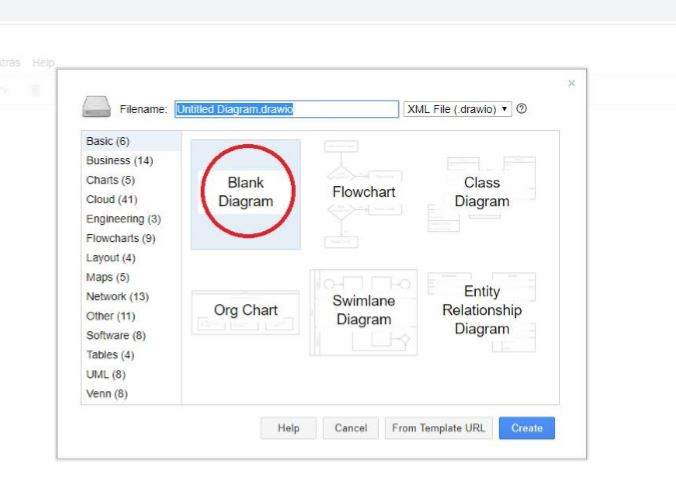 Extras Help
Filename: Untitled Diagram.drawio XML File (.drawio)
Basic (6)
Business (14)
Charts (5)
Cloud (41)
Engineering (3)
Flowcharts (9)
Layout (4)
Maps (5)
Network (13)
Other (11)
Software (8)
Tables (4)
UML (8)
Venn (8)
Blank
Diagram
Flowchart
Class
Diagram
Org Chart
Swimlane
Diagram
Entity
Relationship
Diagram
Help Cancel From Template URL Create